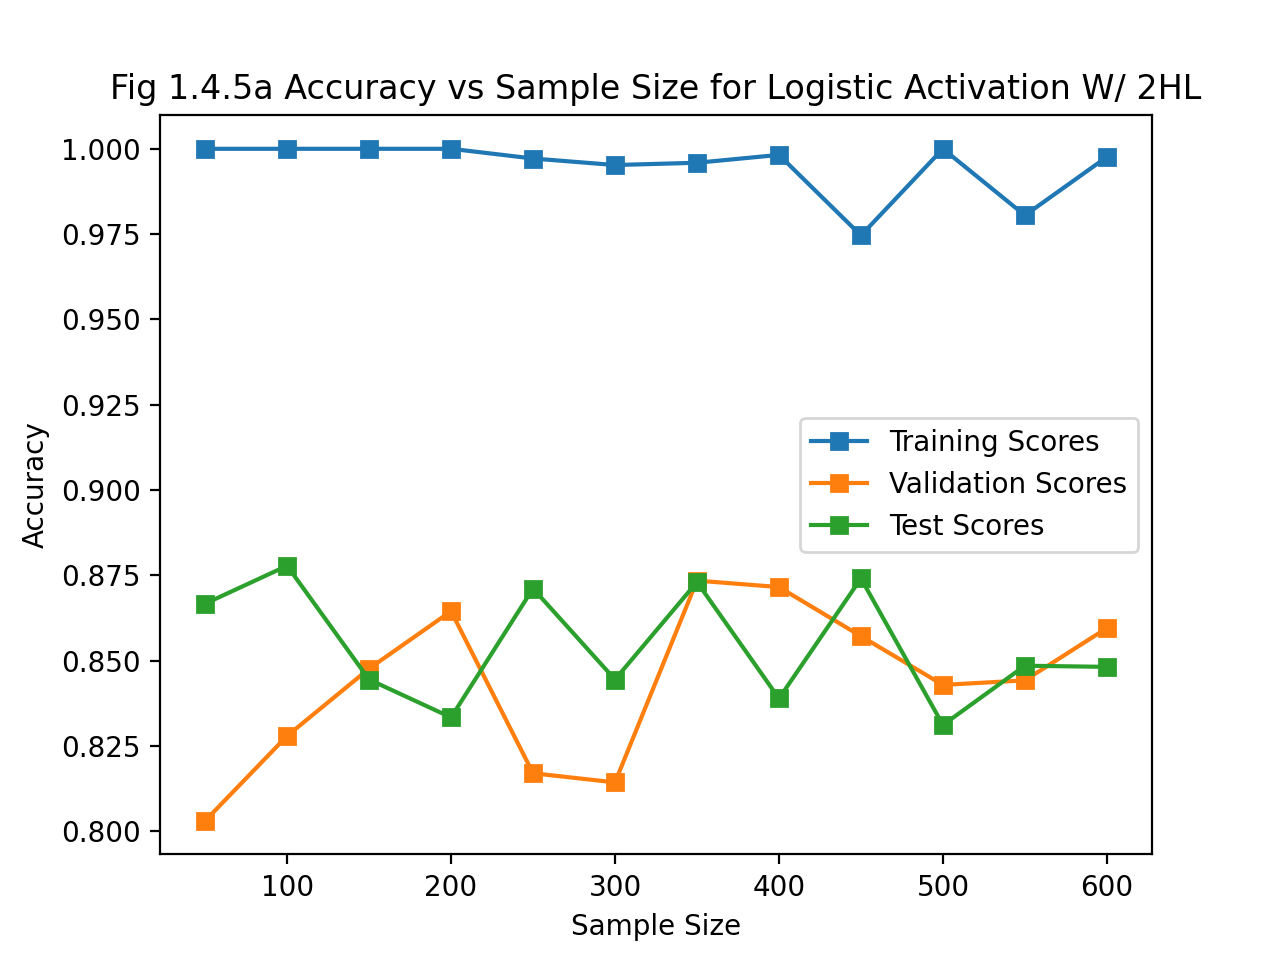 Fig 1.4.5a Accuracy vs Sample Size for Logistic Activation W/ 2HL
1.000
0.975
0.950
0.925
0.900
0.875
0.850
0.825
0.800
Accuracy
Training Scores
Validation Scores
Test Scores
100 200 300 400 500 600
Sample Size